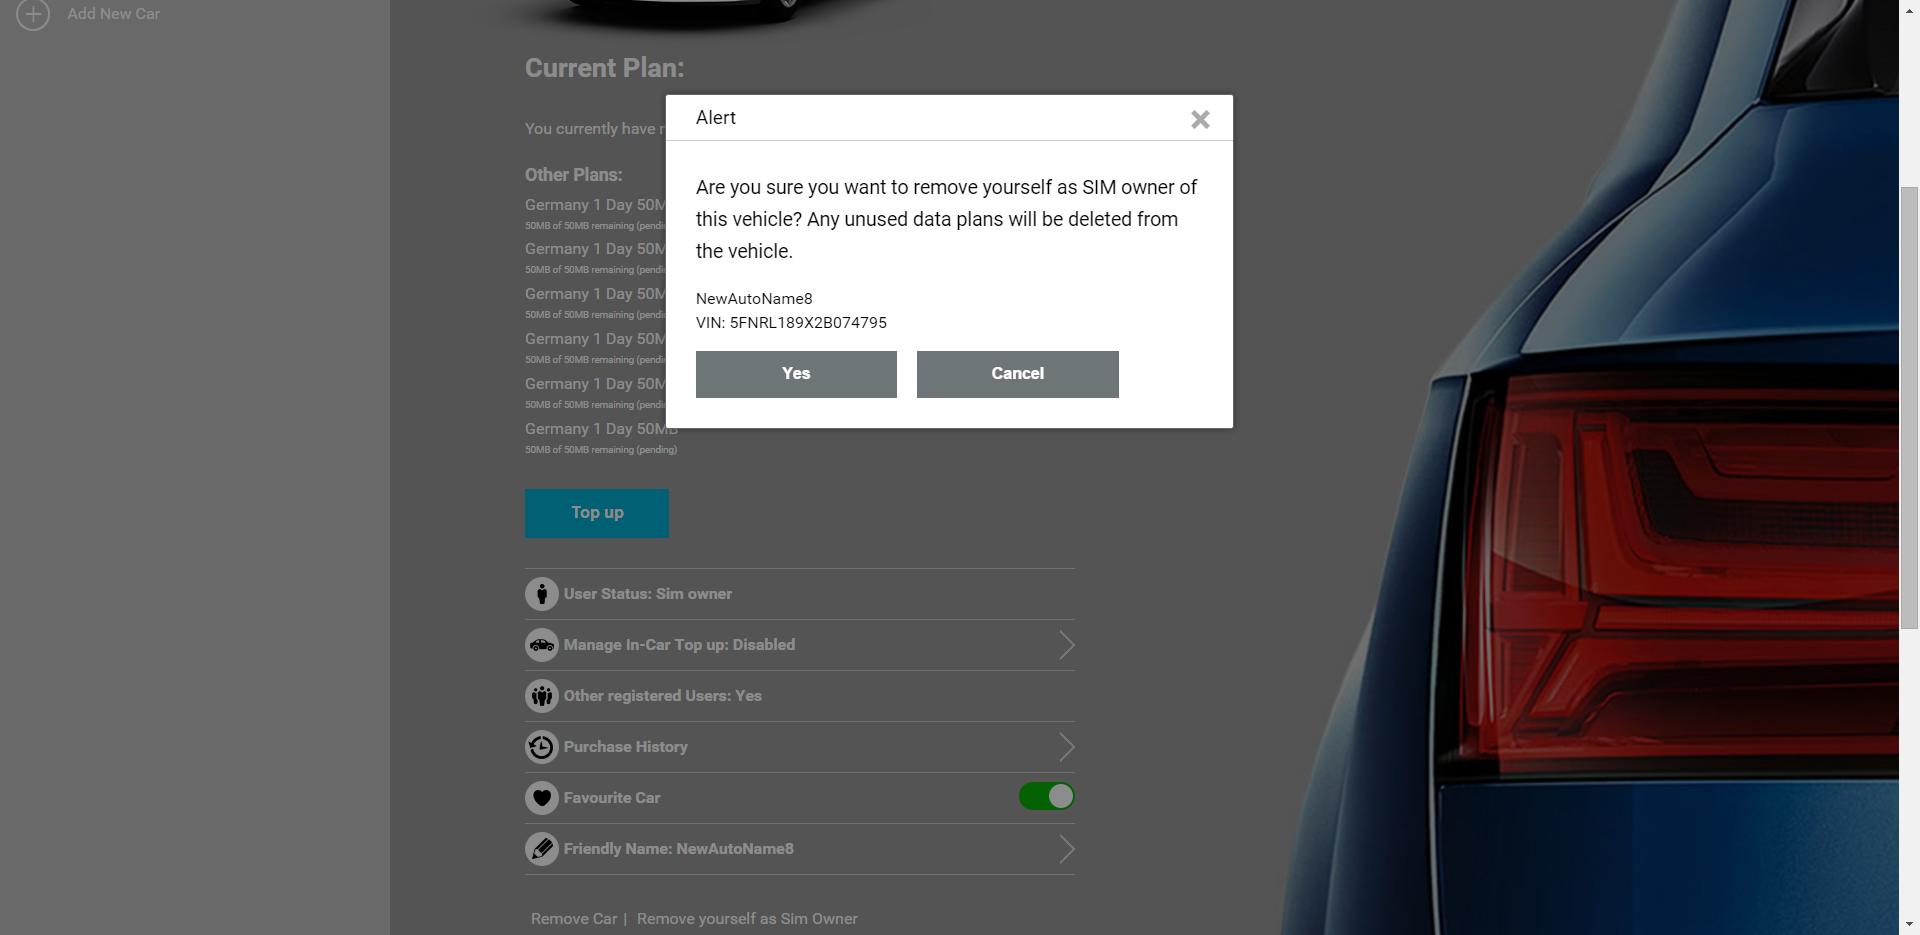 Add New Car
Current Plan:
You currently have
Other Plans:
Germany 1 Day 50M
50MB of 50MB remaining
Germany 1 Day 50M
50MB of 50MB remaining
Germany 1 Day 50M
50MB of 50MB remaining
Germany 1 Day 50M
50MB of 50MB remaining
Germany 1 Day 50M
50MB of 50MB remaining
Germany 1 Day 50MB
50MB of 50MB remaining (pending)
Alert
Are you sure you want to remove yourself as SIM owner of
this vehicle? Any unused data plans will be deleted from
the vehicle.
NewAutoName8
VIN: 5FNRL189X2B074795
Yes
Cancel
Top up
User Status: Sim owner
Manage In-Car Top up: Disabled
Other registered Users: Yes
Purchase History
Favourite Car
Friendly Name: NewAutoName8
Remove Car | Remove yourself as Sim Owner